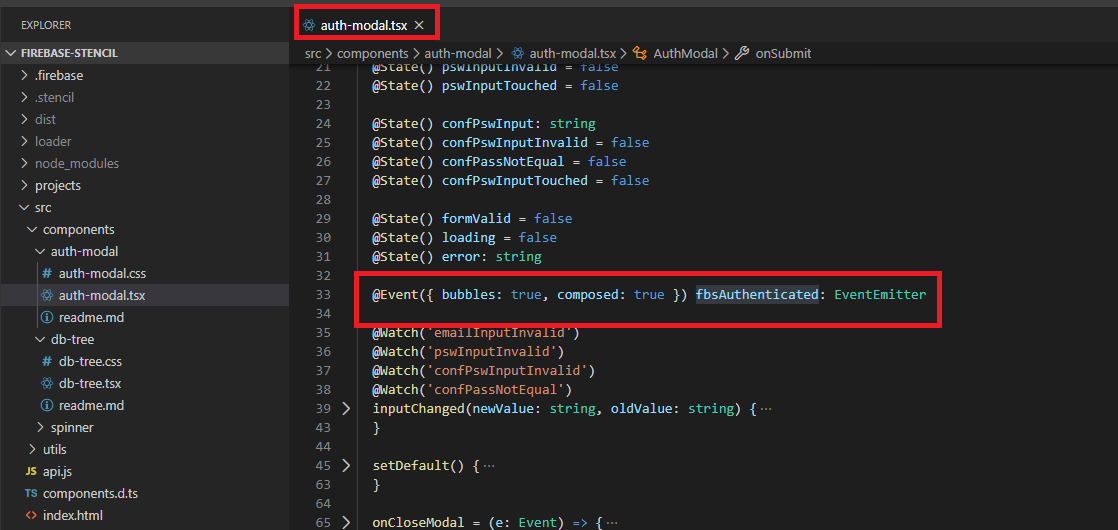 EXPLORER
FIREBASE-STENCIL
.firebase
.stencil
dist
loader
node_modules
projects
src
components
auth-modal
# auth-modal.css
auth-modal.tsx
readme.md
db-tree
# db-tree.css
db-tree.tsx
readme.md
spinner
utils
JS api.js
TS components.d.ts
<> index.html
auth-modal.tsx ×
src > components > auth-modal > auth-modal.tsx > AuthModal > onSubmit
21 @State() pswInputInvalid = false
22 @State() pswInputTouched = false
23
24 @State() confPswInput: string
25 @State() confPswInputInvalid = false
26 @State() confPassNotEqual = false
27 @State() confPswInputTouched = false
28
29 @State() formValid = false
30 @State() loading = false
31 @State() error: string
32
33 @Event({ bubbles: true, composed: true }) fbsAuthenticated: EventEmitter
34
35 @Watch('emailInputInvalid')
36 @Watch('pswInputInvalid')
37 @Watch('confPswInputInvalid')
38 @Watch('confPassNotEqual')
39 inputChanged(newValue: string, oldValue: string) {…
43 }
44
45 setDefault() {…
63 }
64
65 onCloseModal = (e: Event) => {…